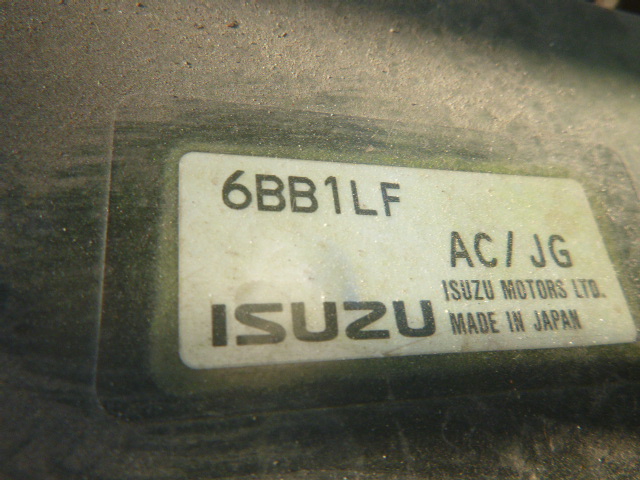 6BB1LF
AC/JG
ISUZU
ISUZU MOTORS LTD.
MADE IN JAPAN